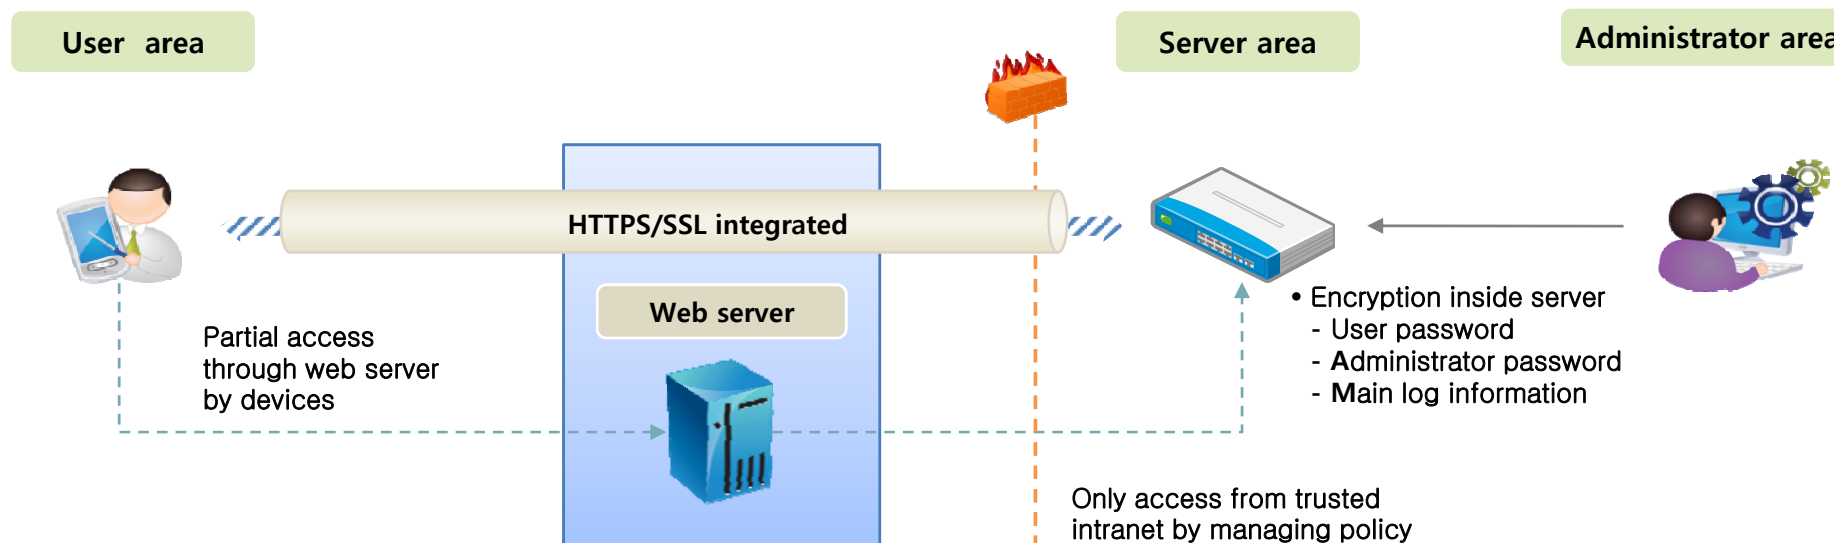 User area
Server area
Administrator area
HTTPS/SSL integrated
Web server
Partial access
through web server
by devices
• Encryption inside server
- User password
- Administrator password
- Main log information
Only access from trusted
intranet by managing policy